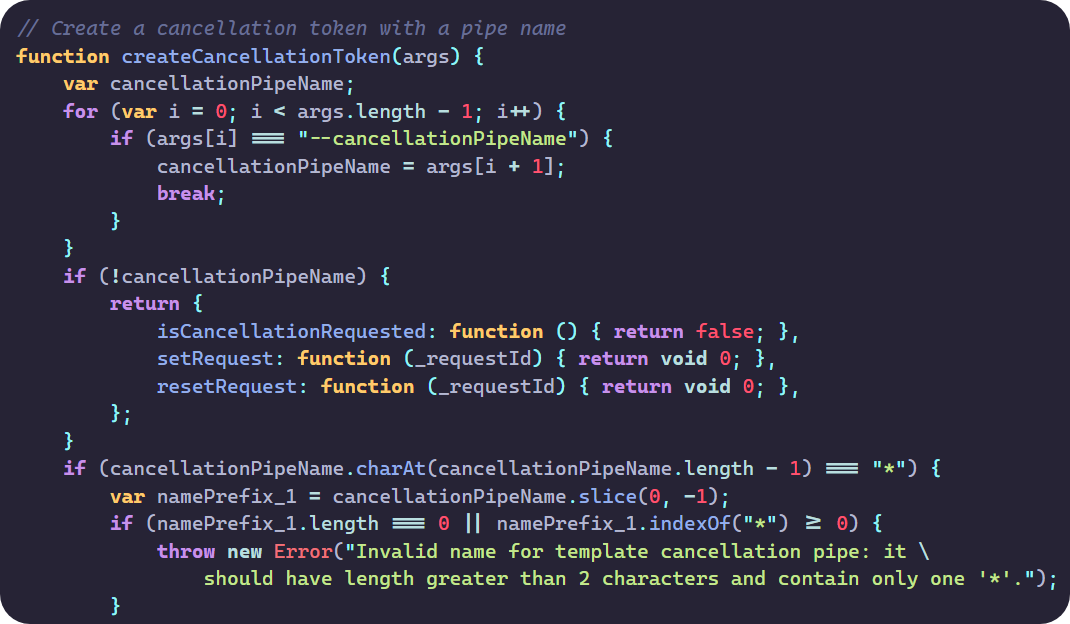 // Create a cancellation token with a pipe name
function createCancellationToken(args) {
    var cancellationPipeName;
    for (var i = 0; i < args.length - 1; i++) {
        if (args[i] === "--cancellationPipeName") {
            cancellationPipeName = args[i + 1];
            break;
        }
    }
    if (!cancellationPipeName) {
        return {
            isCancellationRequested: function () { return false; },
            setRequest: function (_requestId) { return void 0; },
            resetRequest: function (_requestId) { return void 0; },
        };
    }
    if (cancellationPipeName.charAt(cancellationPipeName.length - 1) === "*") {
        var namePrefix_1 = cancellationPipeName.slice(0, -1);
        if (namePrefix_1.length === 0 || namePrefix_1.indexOf("*") >= 0) {
            throw new Error("Invalid name for template cancellation pipe: it \
                should have length greater than 2 characters and contain only one '*'.");
        }